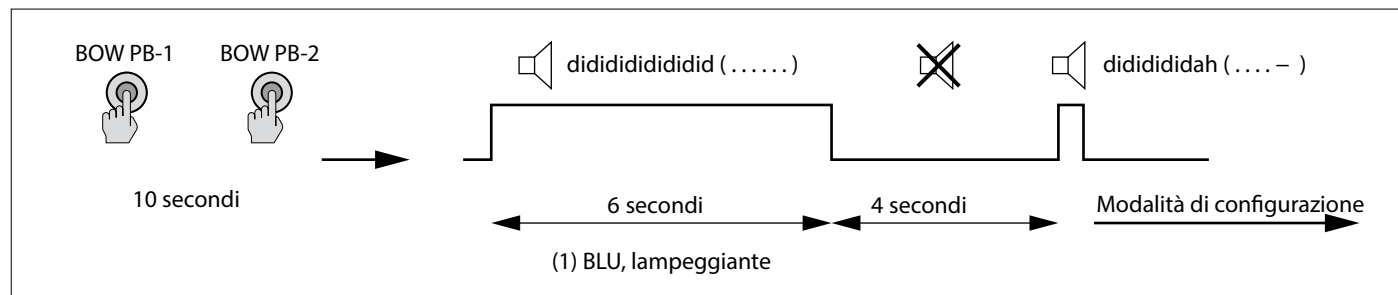 BOW PB-1 BOW PB-2
didididididididid ( . . . . . . ) didididididah ( . . . . – )
10 secondi
6 secondi 4 secondi Modalità di configurazione
(1) BLU, lampeggiante